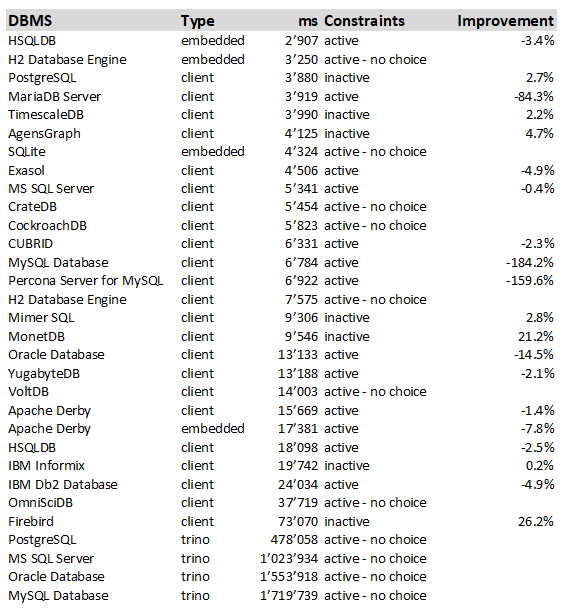 DBMS Type ms Constraints Improvement
HSQLDB embedded 2’907 active -3.4%
H2 Database Engine embedded 3’250 active - no choice
PostgreSQL client 3’880 inactive 2.7%
MariaDB Server client 3’919 active -84.3%
TimescaleDB client 3’990 inactive 2.2%
AgensGraph client 4’125 inactive 4.7%
SQLite embedded 4’324 active - no choice
Exasol client 4’506 active -4.9%
MS SQL Server client 5’341 active -0.4%
CrateDB client 5’454 active - no choice
CockroachDB client 5’823 active - no choice
CUBRID client 6’331 active -2.3%
MySQL Database client 6’784 active -184.2%
Percona Server for MySQL client 6’922 active -159.6%
H2 Database Engine client 7’575 active - no choice
Mimer SQL client 9’306 inactive 2.8%
MonetDB client 9’546 inactive 21.2%
Oracle Database client 13’133 active -14.5%
YugabyteDB client 13’188 active -2.1%
VoltDB client 14’003 active - no choice
Apache Derby client 15’669 active -1.4%
Apache Derby embedded 17’381 active -7.8%
HSQLDB client 18’098 active -2.5%
IBM Informix client 19’742 inactive 0.2%
IBM Db2 Database client 24’034 active -4.9%
OmniSciDB client 37’719 active - no choice
Firebird client 73’070 inactive 26.2%
PostgreSQL trino 478’058 active - no choice
MS SQL Server trino 1’023’934 active - no choice
Oracle Database trino 1’553’918 active - no choice
MySQL Database trino 1’719’739 active - no choice